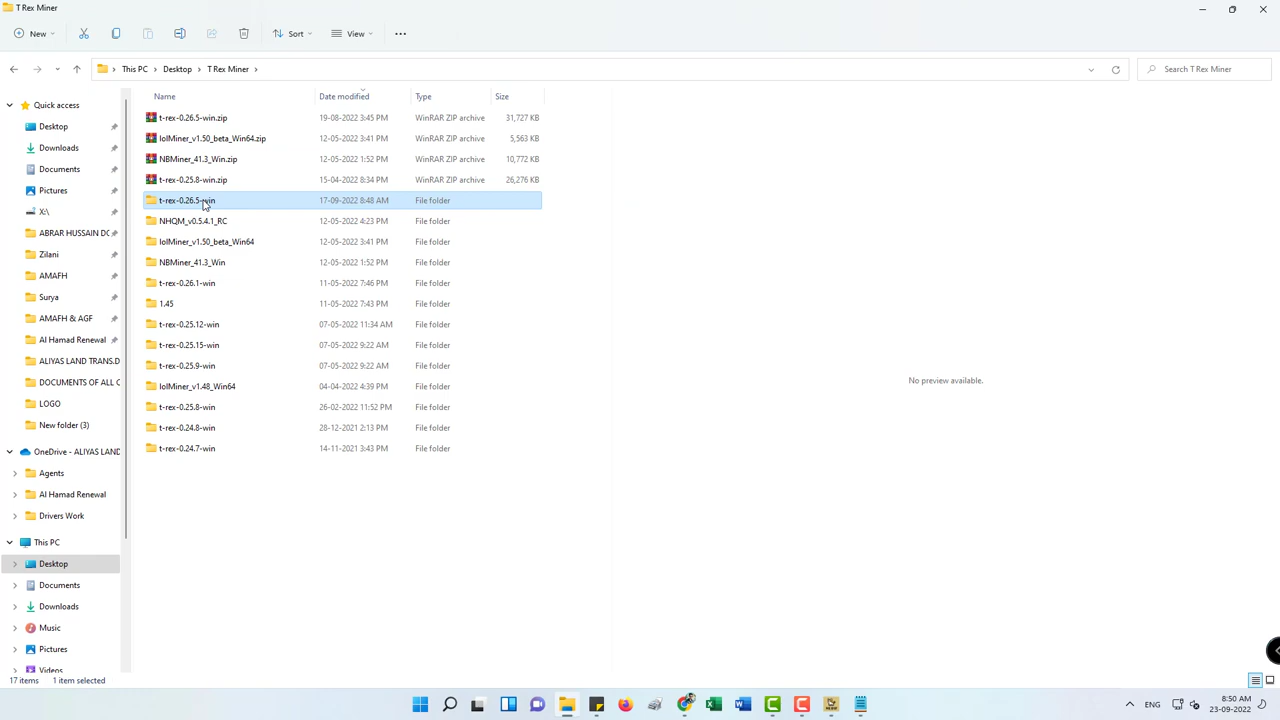 T Rex Miner
New
Sort
View
This PC > Desktop > T Rex Miner >
Search T Rex Miner
Name Date modified Type Size
t-rex-0.26.5-win.zip 19-08-2022 3:45 PM WinRAR ZIP archive 31,727 KB
lolMiner_v1.50_beta_Win64.zip 12-05-2022 3:41 PM WinRAR ZIP archive 5,563 KB
NBMiner_41.3_Win.zip 12-05-2022 1:52 PM WinRAR ZIP archive 10,772 KB
t-rex-0.25.8-win.zip 15-04-2022 8:34 PM WinRAR ZIP archive 26,276 KB
t-rex-0.26.5-win 17-09-2022 8:48 AM File folder
NHQM_v0.5.4.1_RC 12-05-2022 4:23 PM File folder
lolMiner_v1.50_beta_Win64 12-05-2022 3:41 PM File folder
NBMiner_41.3_Win 12-05-2022 1:52 PM File folder
t-rex-0.26.1-win 11-05-2022 7:46 PM File folder
1.45 11-05-2022 7:43 PM File folder
t-rex-0.25.12-win 07-05-2022 11:34 AM File folder
t-rex-0.25.15-win 07-05-2022 9:22 AM File folder
t-rex-0.25.9-win 07-05-2022 9:22 AM File folder
lolMiner_v1.48_Win64 04-04-2022 4:39 PM File folder
t-rex-0.25.8-win 26-02-2022 11:52 PM File folder
t-rex-0.24.8-win 28-12-2021 2:13 PM File folder
t-rex-0.24.7-win 14-11-2021 3:43 PM File folder
Quick access
Desktop
Downloads
Documents
Pictures
X:\
ABRAR HUSSAIN DO
Zilani
AMAFH
Surya
AMAFH & AGF
Al Hamad Renewal
ALIYAS LAND TRANS.D
DOCUMENTS OF ALL C
LOGO
New folder (3)
OneDrive - ALIYAS LAND
Agents
Al Hamad Renewal
Drivers Work
This PC
Desktop
Documents
Downloads
Music
Pictures
Videos
No preview available.
17 items 1 item selected
ENG
8:50 AM
23-09-2022